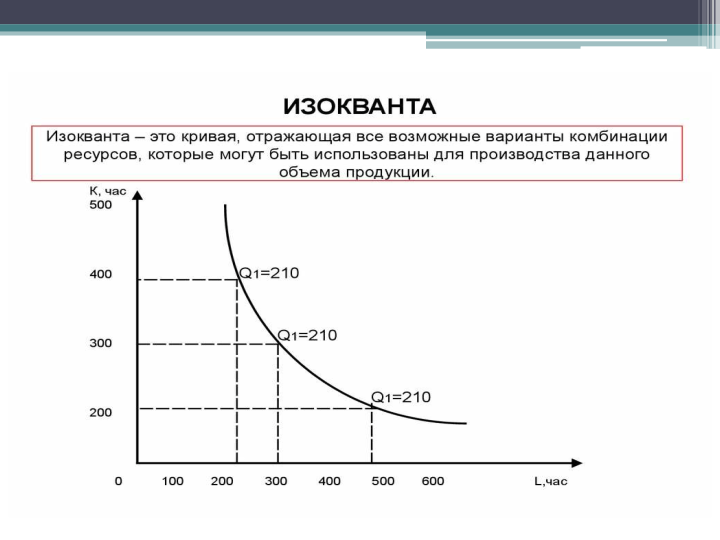 ИЗОКВАНТА
Изокванта – это кривая, отражающая все возможные варианты комбинации
ресурсов, которые могут быть использованы для производства данного
объема продукции.
К, час
500
400
300
200
Q1=210
Q1=210
Q1=210
0 100 200 300 400 500 600 L,час